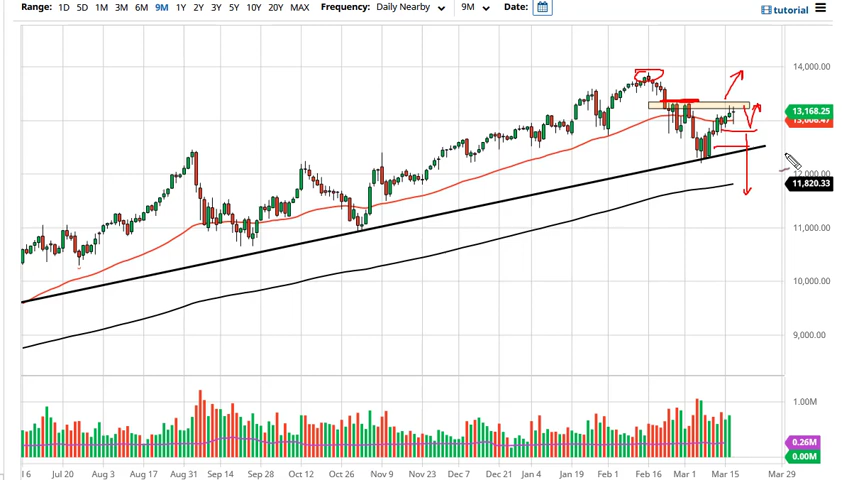 Range: 1D 5D 1M 3M 6M 9M 1Y 2Y 3Y 5Y 10Y 20Y MAX Frequency: Daily Nearby 9M Date: tutorial
14,000.00
13,168.25
12,000.00
11,820.33
11,000.00
10,000.00
9,000.00
1.00M
0.26M
0.00M
l 6 Jul 20 Aug 3 Aug 17 Aug 31 Sep 14 Sep 28 Oct 12 Oct 26 Nov 9 Nov 23 Dec 7 Dec 21 Jan 4 Jan 19 Feb 1 Feb 16 Mar 1 Mar 15 Mar 29